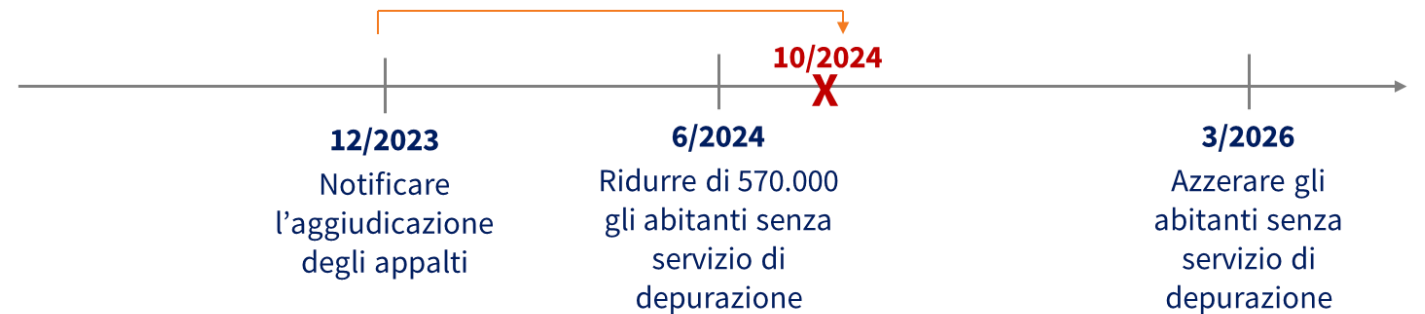 10/2024
X
12/2023
Notificare
l’aggiudicazione
degli appalti
6/2024
Ridurre di 570.000
gli abitanti senza
servizio di
depurazione
3/2026
Azzerare gli
abitanti senza
servizio di
depurazione